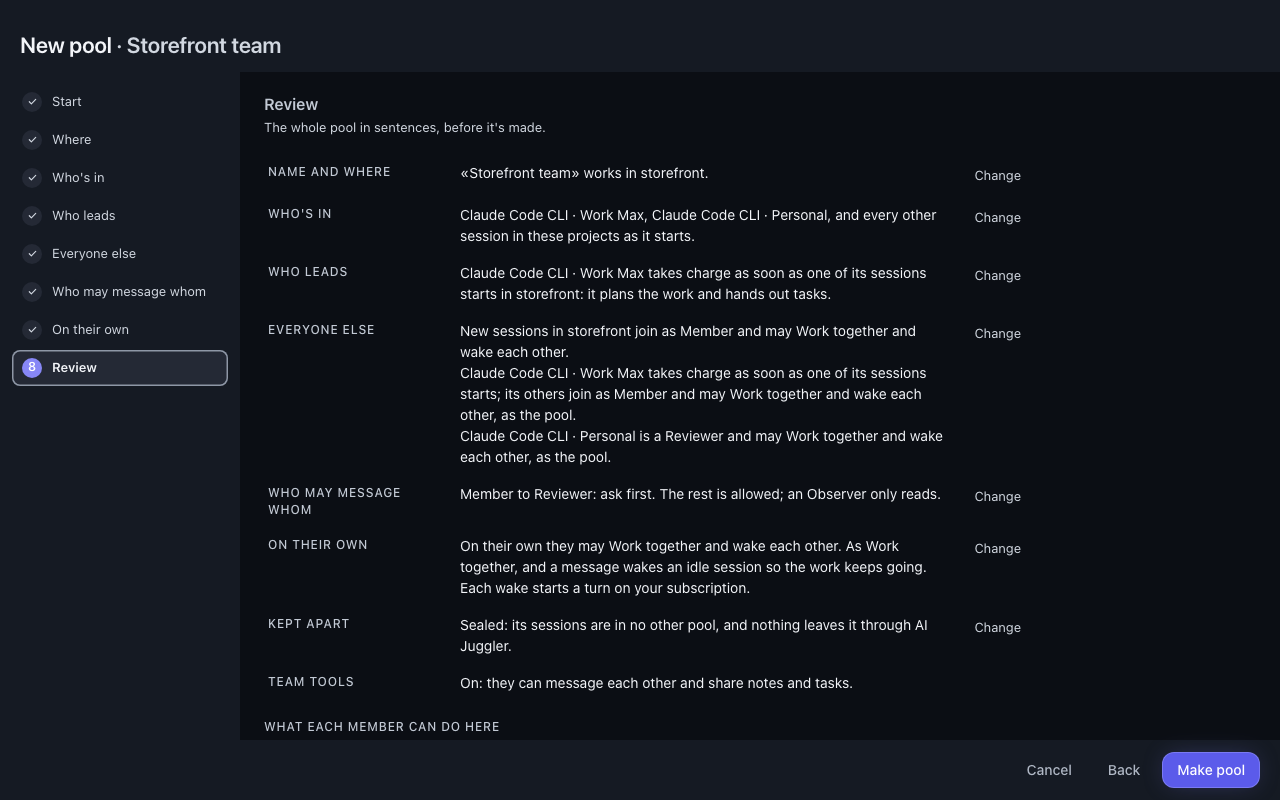 New pool · Storefront team
Start
Where
Who's in
Who leads
Everyone else
Who may message whom
On their own
8 Review
Review
The whole pool in sentences, before it's made.
NAME AND WHERE
«Storefront team» works in storefront.
Change
WHO'S IN
Claude Code CLI · Work Max, Claude Code CLI · Personal, and every other
session in these projects as it starts.
Change
WHO LEADS
Claude Code CLI · Work Max takes charge as soon as one of its sessions
starts in storefront: it plans the work and hands out tasks.
Change
EVERYONE ELSE
New sessions in storefront join as Member and may Work together and
wake each other.
Claude Code CLI · Work Max takes charge as soon as one of its sessions
starts; its others join as Member and may Work together and wake each
other, as the pool.
Claude Code CLI · Personal is a Reviewer and may Work together and wake
each other, as the pool.
Change
WHO MAY MESSAGE
WHOM
Member to Reviewer: ask first. The rest is allowed; an Observer only reads.
Change
ON THEIR OWN
On their own they may Work together and wake each other. As Work
together, and a message wakes an idle session so the work keeps going.
Each wake starts a turn on your subscription.
Change
KEPT APART
Sealed: its sessions are in no other pool, and nothing leaves it through AI
Juggler.
Change
TEAM TOOLS
On: they can message each other and share notes and tasks.
WHAT EACH MEMBER CAN DO HERE
Cancel
Back
Make pool